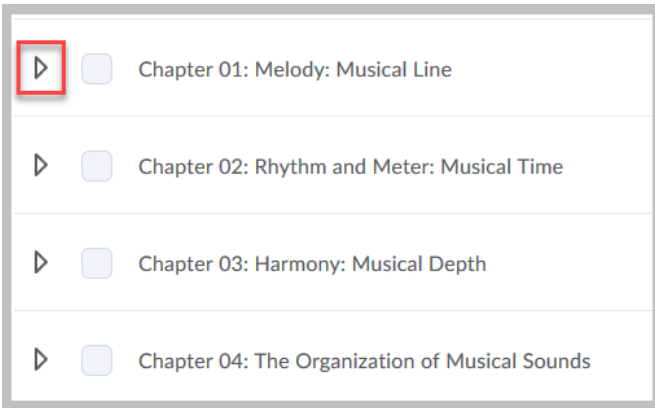 Chapter 01: Melody: Musical Line
Chapter 02: Rhythm and Meter: Musical Time
Chapter 03: Harmony: Musical Depth
Chapter 04: The Organization of Musical Sounds